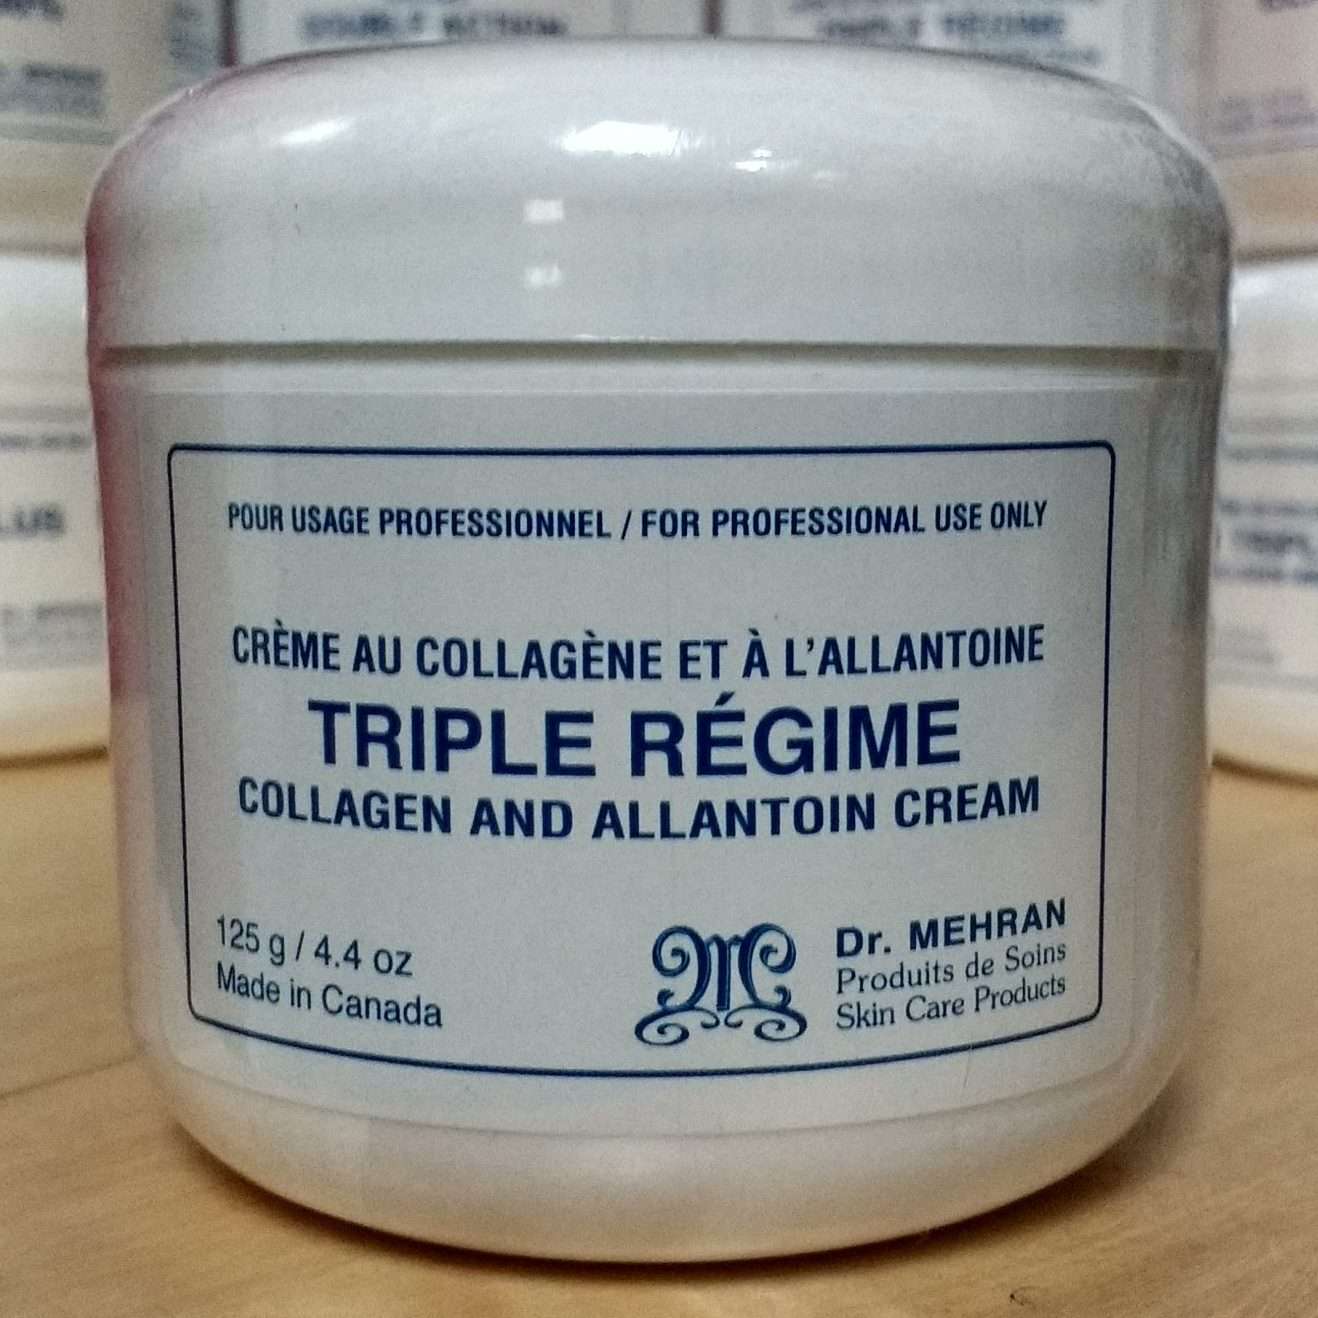 POUR USAGE PROFESSIONNEL / FOR PROFESSIONAL USE ONLY
CRÈME AU COLLAGÈNE ET À L'ALLANTOINE
TRIPLE RÉGIME
COLLAGEN AND ALLANTOIN CREAM
125 g / 4.4 oz
Made in Canada
Dr. MEHRAN
Produits de Soins
Skin Care Products